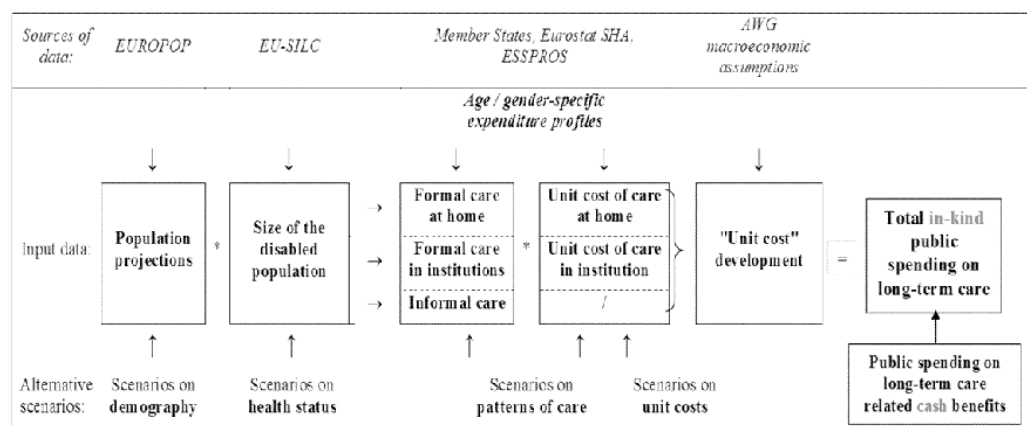 Sources of data:
EUROPOP
EU-SILC
Member States, Eurostat SHA,
ESSPROS
AWG
macroeconomic
assumptions
Age / gender-specific
expenditure profiles
Input data:
Population
projections
*
Size of the
disabled
population
Formal care
at home
Formal care
in institutions
Informal care
*
Unit cost of care
at home
Unit cost of care
in institution
/
"Unit cost"
development
=
Total in-kind
public
spending on
long-term care
Alternative
scenarios:
Scenarios on
demography
Scenarios on
health status
Scenarios on
patterns of care
Scenarios on
unit costs
Public spending on
long-term care
related cash benefits